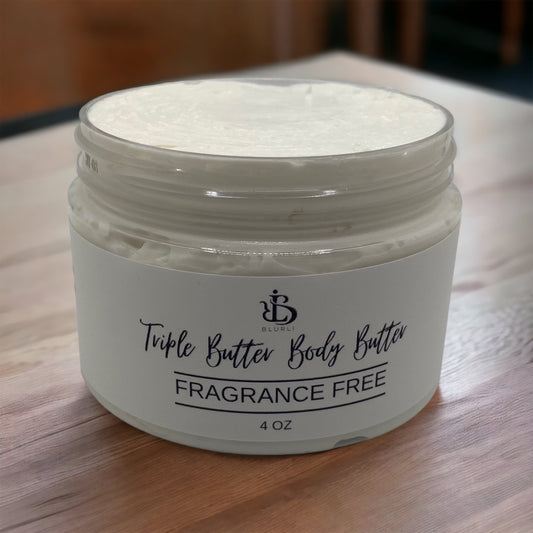 BLURLI
Triple Butter Body Butter
FRAGRANCE FREE
4 OZ